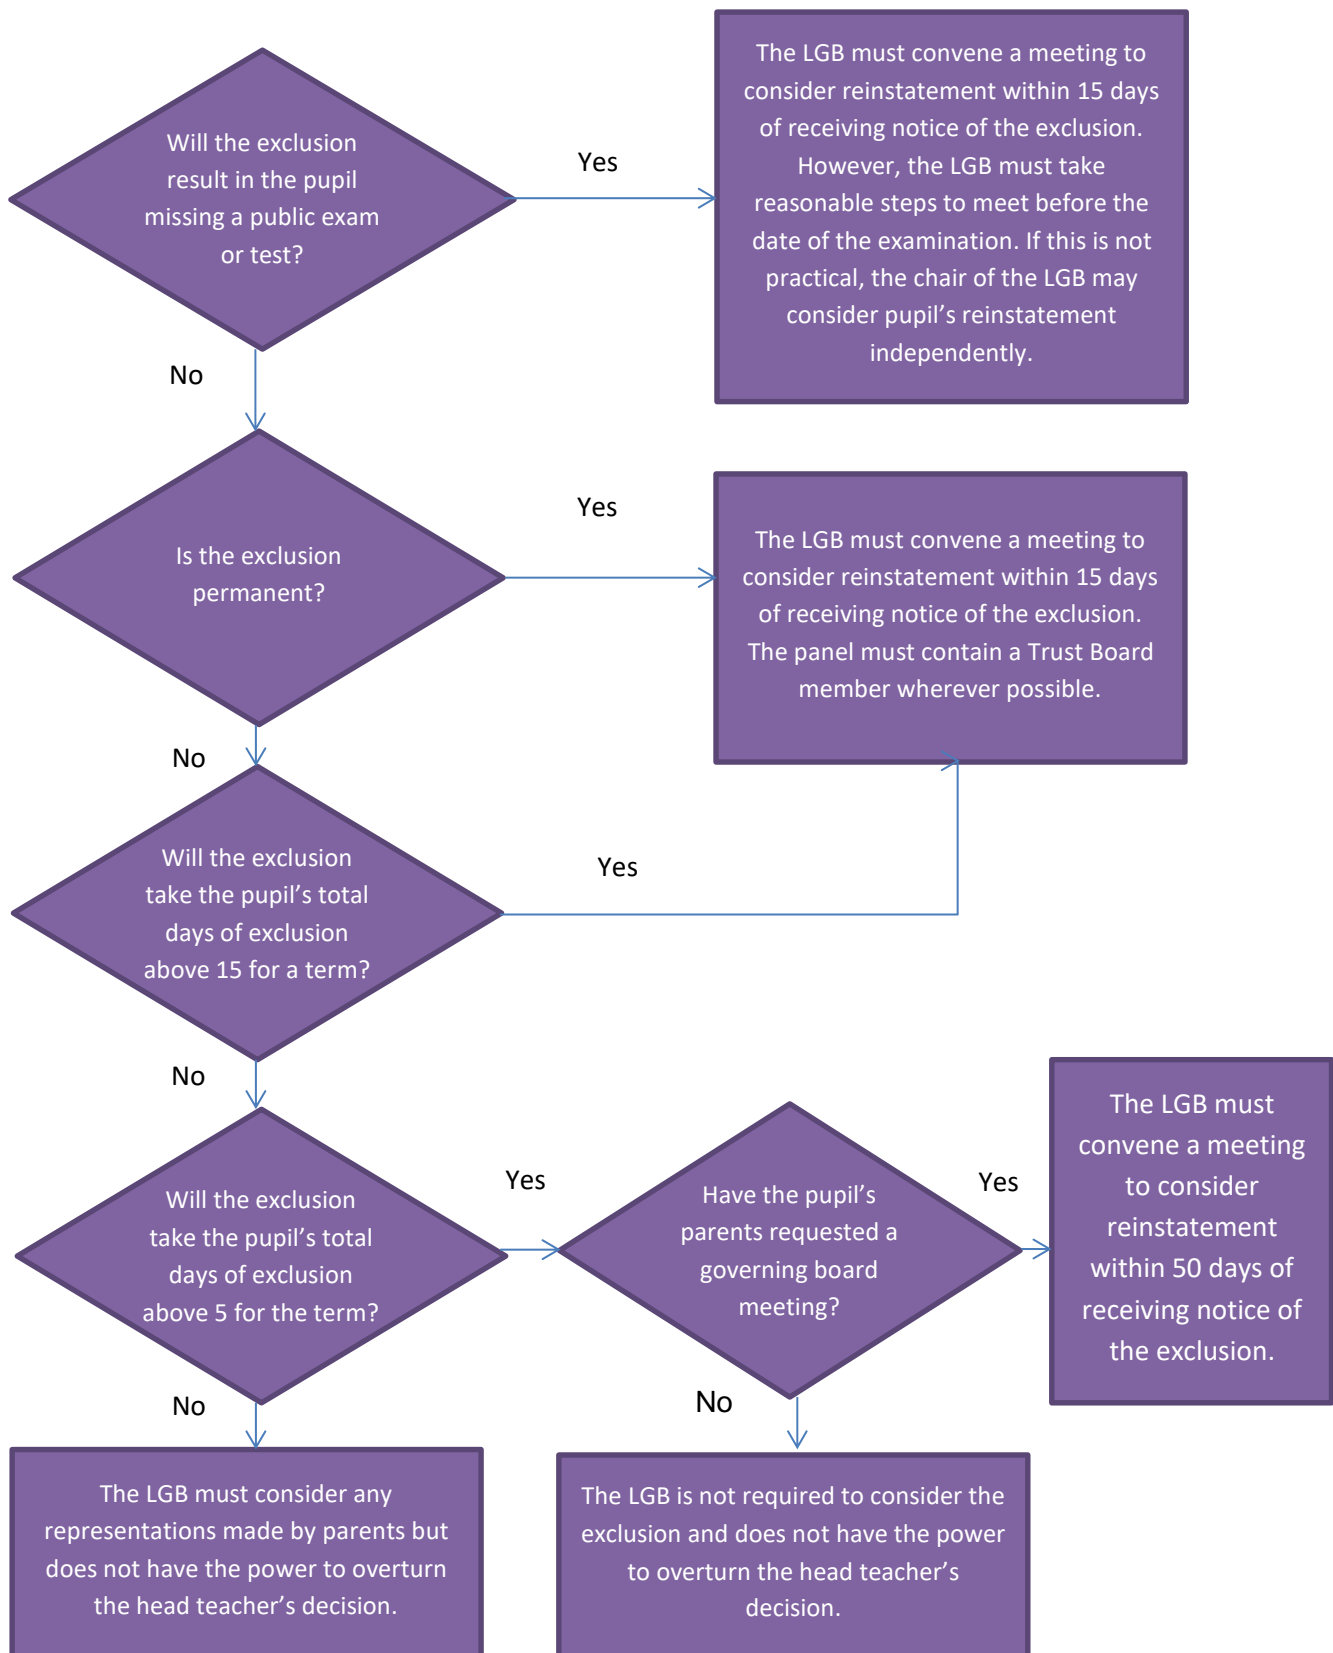 Will the exclusion
result in the pupil
missing a public exam
or test?
Yes
The LGB must convene a meeting to
consider reinstatement within 15 days
of receiving notice of the exclusion.
However, the LGB must take
reasonable steps to meet before the
date of the examination. If this is not
practical, the chair of the LGB may
consider pupil’s reinstatement
independently.
No
Is the exclusion
permanent?
Yes
The LGB must convene a meeting to
consider reinstatement within 15 days
of receiving notice of the exclusion.
The panel must contain a Trust Board
member wherever possible.
No
Will the exclusion
take the pupil’s total
days of exclusion
above 15 for a term?
Yes
No
Will the exclusion
take the pupil’s total
days of exclusion
above 5 for the term?
Yes
Have the pupil’s
parents requested a
governing board
meeting?
Yes
The LGB must
convene a meeting
to consider
reinstatement
within 50 days of
receiving notice of
the exclusion.
No
The LGB must consider any
representations made by parents but
does not have the power to overturn
the head teacher’s decision.
No
The LGB is not required to consider the
exclusion and does not have the power
to overturn the head teacher’s
decision.